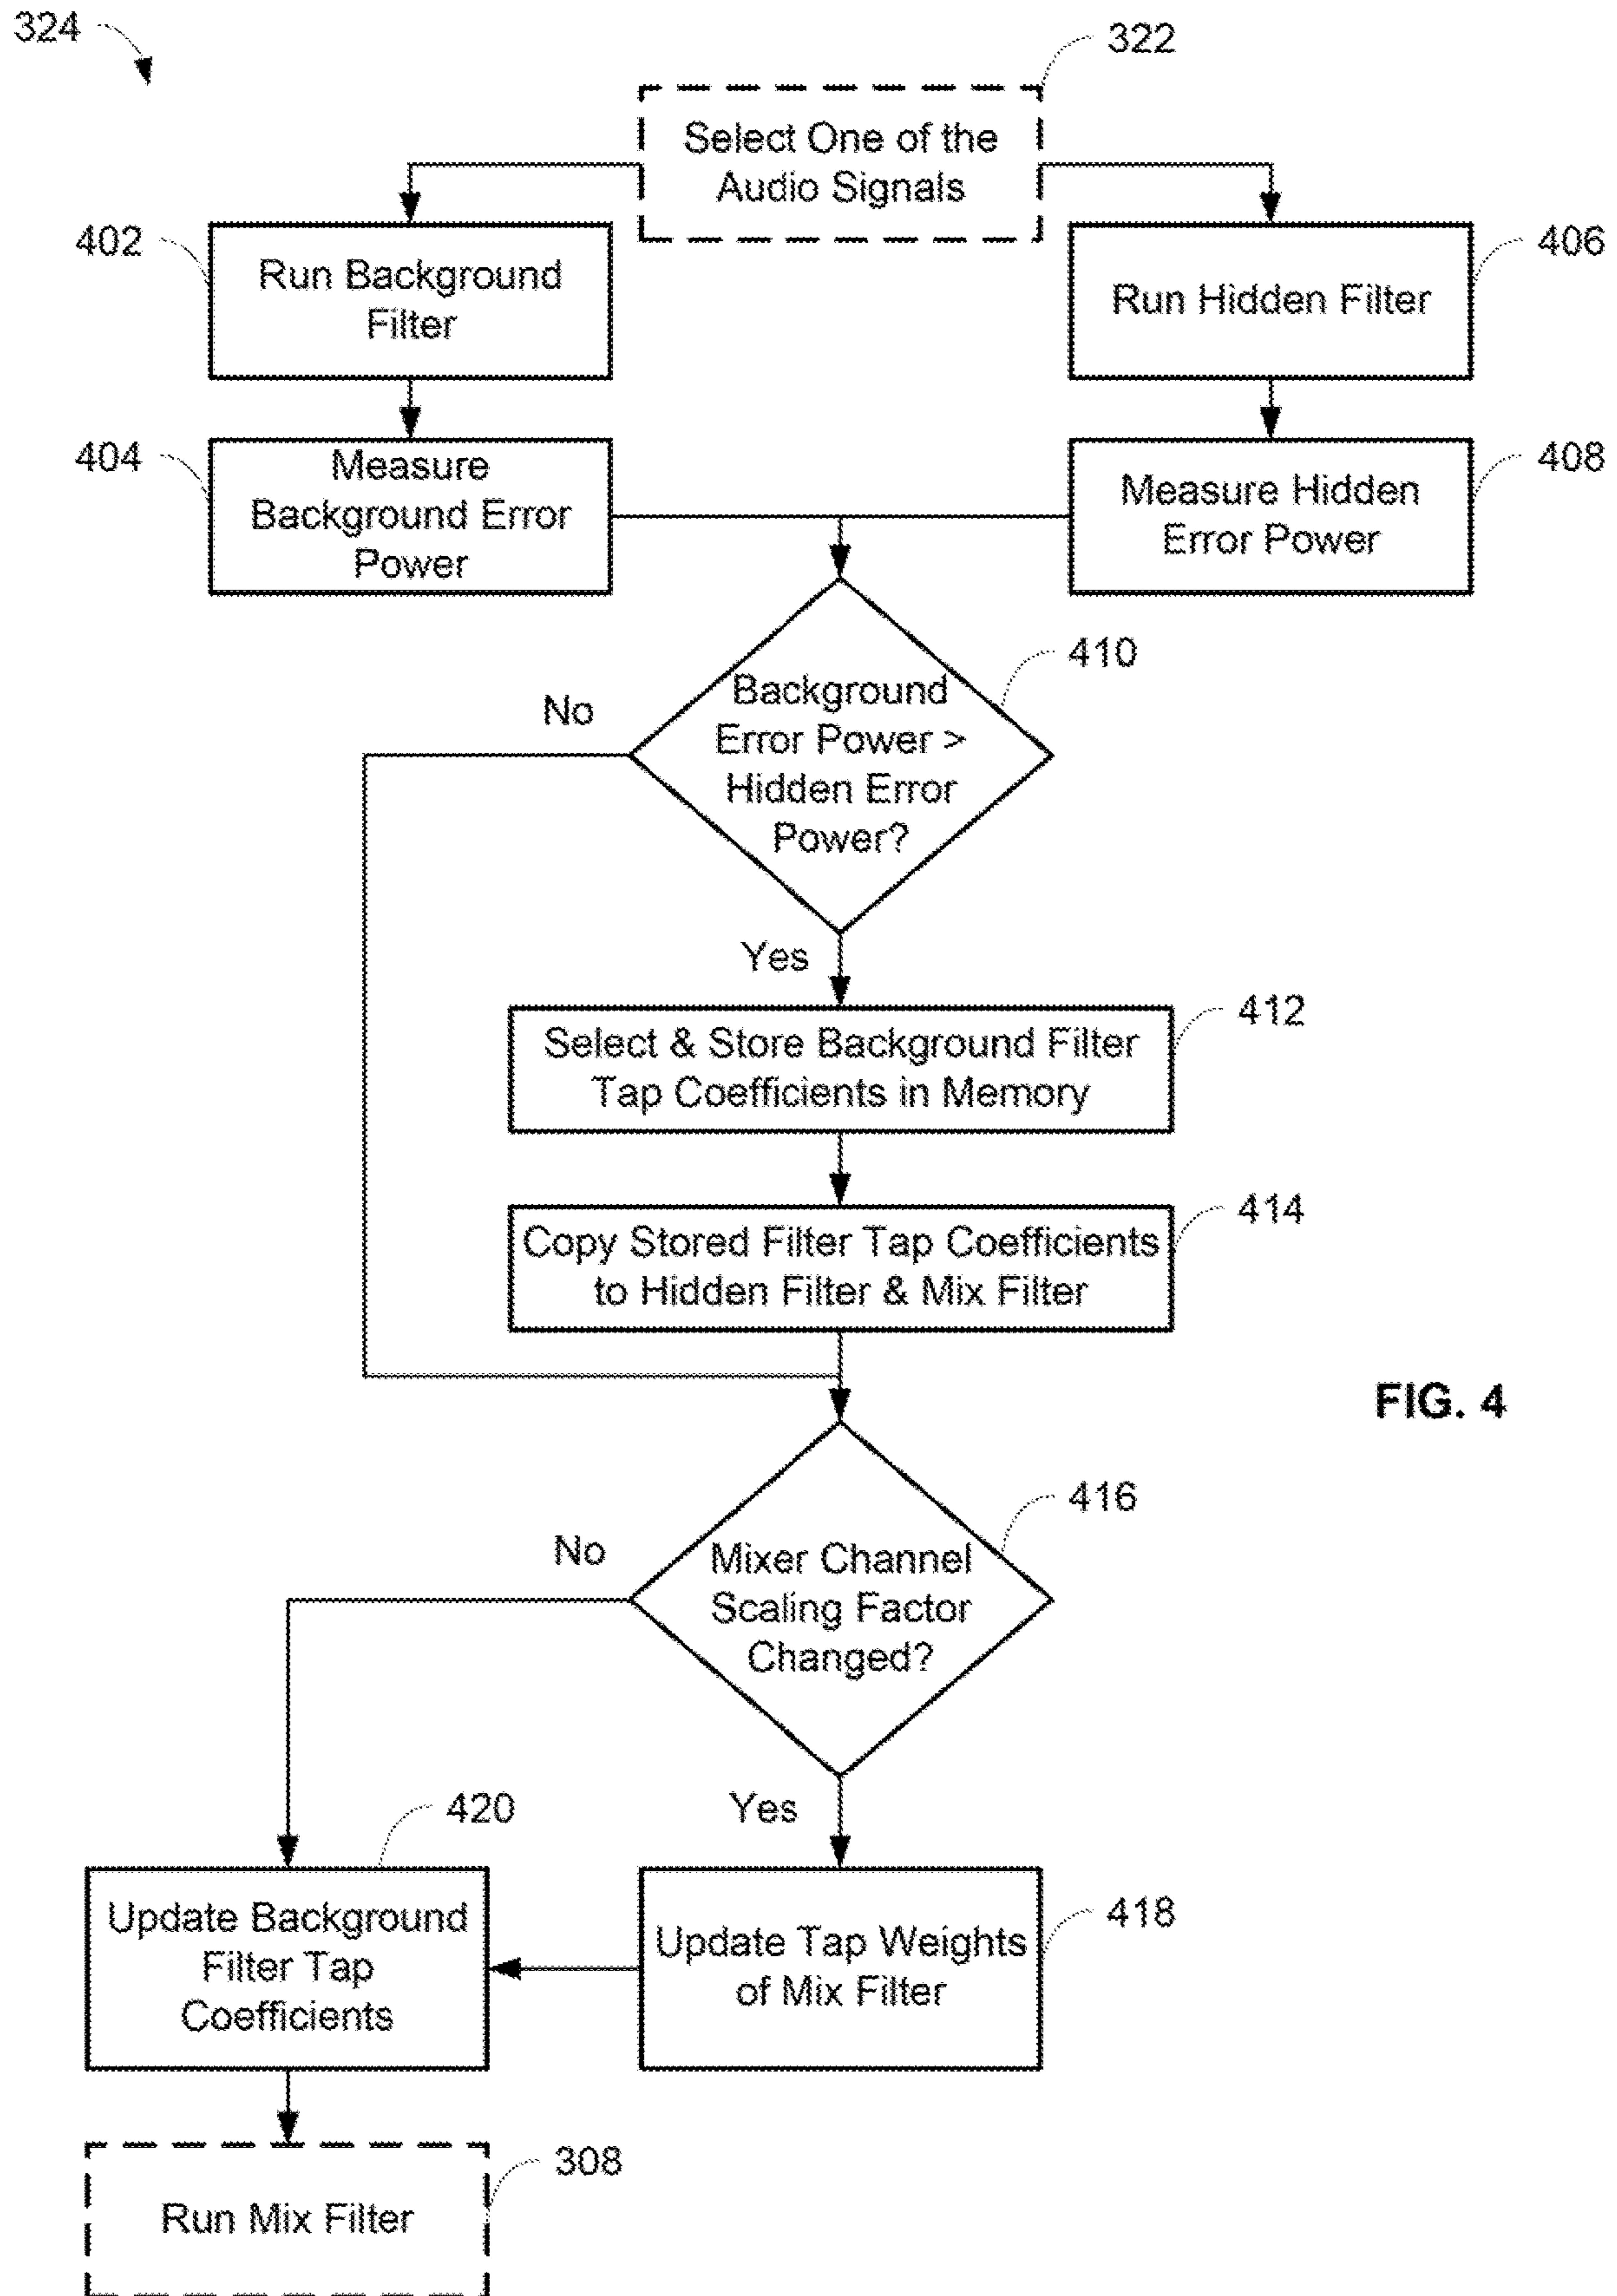 324
322
Select One of the
Audio Signals
402
Run Background
Filter
406
Run Hidden Filter
404
Measure
Background Error
Power
408
Measure Hidden
Error Power
410
Background
Error Power >
Hidden Error
Power?
No
Yes
412
Select & Store Background Filter
Tap Coefficients in Memory
414
Copy Stored Filter Tap Coefficients
to Hidden Filter & Mix Filter
FIG. 4
416
Mixer Channel
Scaling Factor
Changed?
No
Yes
420
Update Background
Filter Tap
Coefficients
418
Update Tap Weights
of Mix Filter
308
Run Mix Filter